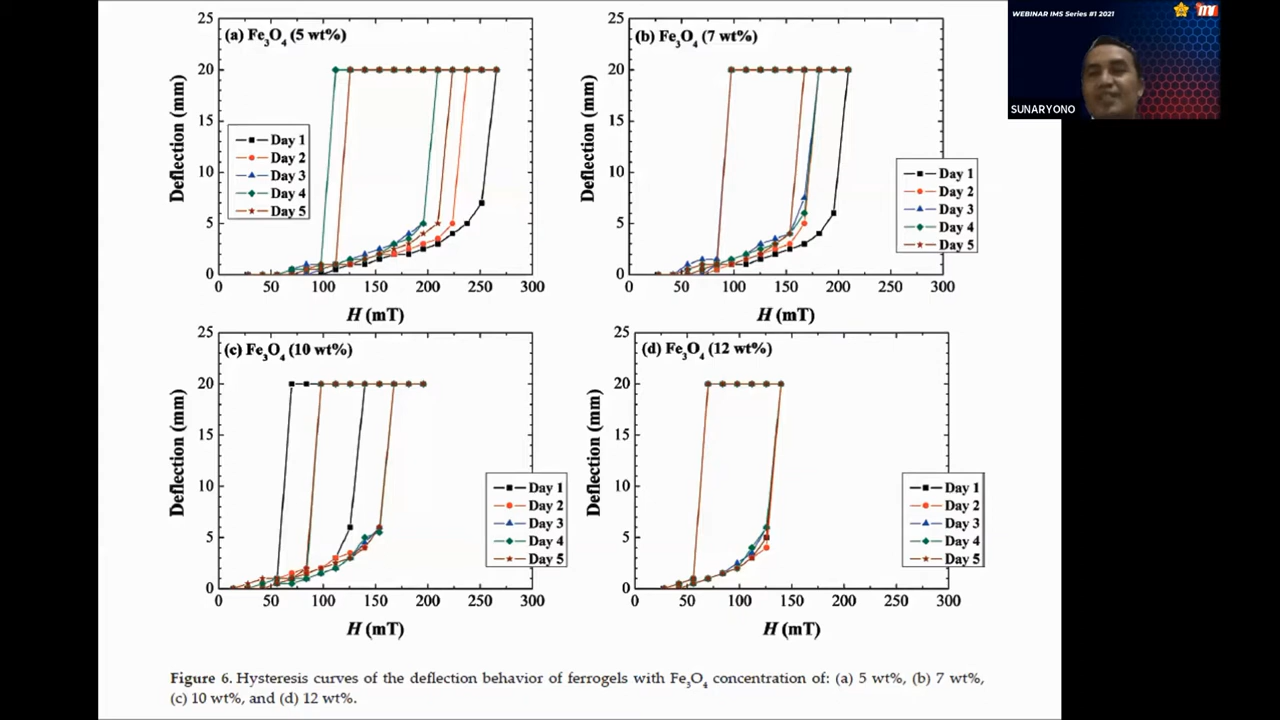 WEBINAR IMS Series #1 2021
SUNARYONO
(a) Fe3O4 (5 wt%)
25
20
15
10
5
0
Deflection (mm)
Day 1
Day 2
Day 3
Day 4
Day 5
0 50 100 150 200 250 300
H (mT)
(b) Fe3O4 (7 wt%)
25
20
15
10
5
0
Deflection (mm)
Day 1
Day 2
Day 3
Day 4
Day 5
0 50 100 150 200 250 300
H (mT)
(c) Fe3O4 (10 wt%)
25
20
15
10
5
0
Deflection (mm)
Day 1
Day 2
Day 3
Day 4
Day 5
0 50 100 150 200 250 300
H (mT)
(d) Fe3O4 (12 wt%)
25
20
15
10
5
0
Deflection (mm)
Day 1
Day 2
Day 3
Day 4
Day 5
0 50 100 150 200 250 300
H (mT)
Figure 6. Hysteresis curves of the deflection behavior of ferrogels with Fe3O4 concentration of: (a) 5 wt%, (b) 7 wt%,
(c) 10 wt%, and (d) 12 wt%.